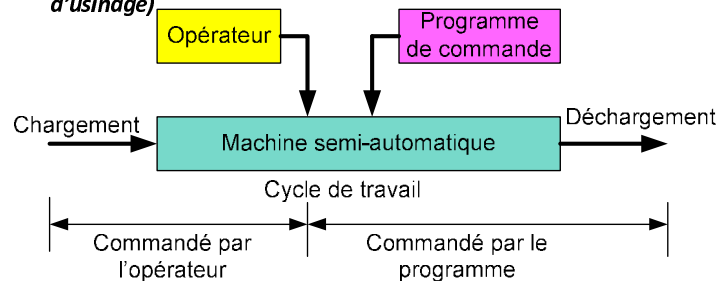 d'usinage)
Opérateur
Programme
de commande
Chargement
Machine semi-automatique
Déchargement
Cycle de travail
Commandé par
l'opérateur
Commandé par le
programme